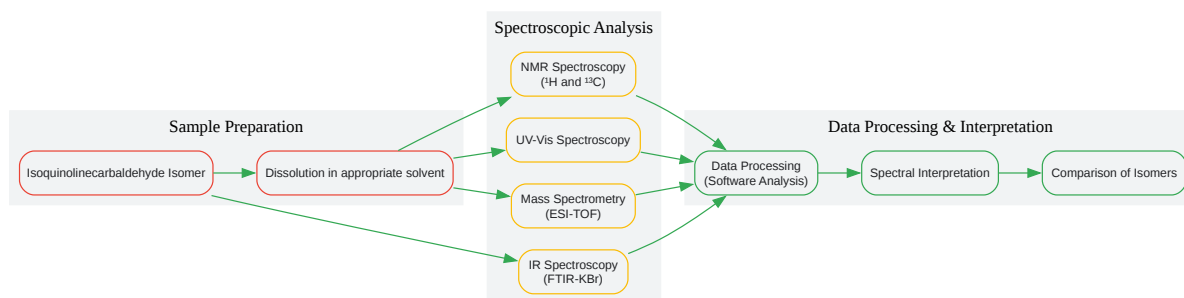 Spectroscopic Analysis
NMR Spectroscopy
(¹H and ¹³C)
Sample Preparation
Data Processing & Interpretation
UV-Vis Spectroscopy
Isoquinolinecarbaldehyde Isomer
Dissolution in appropriate solvent
Data Processing
(Software Analysis)
Spectral Interpretation
Comparison of Isomers
Mass Spectrometry
(ESI-TOF)
IR Spectroscopy
(FTIR-KBr)